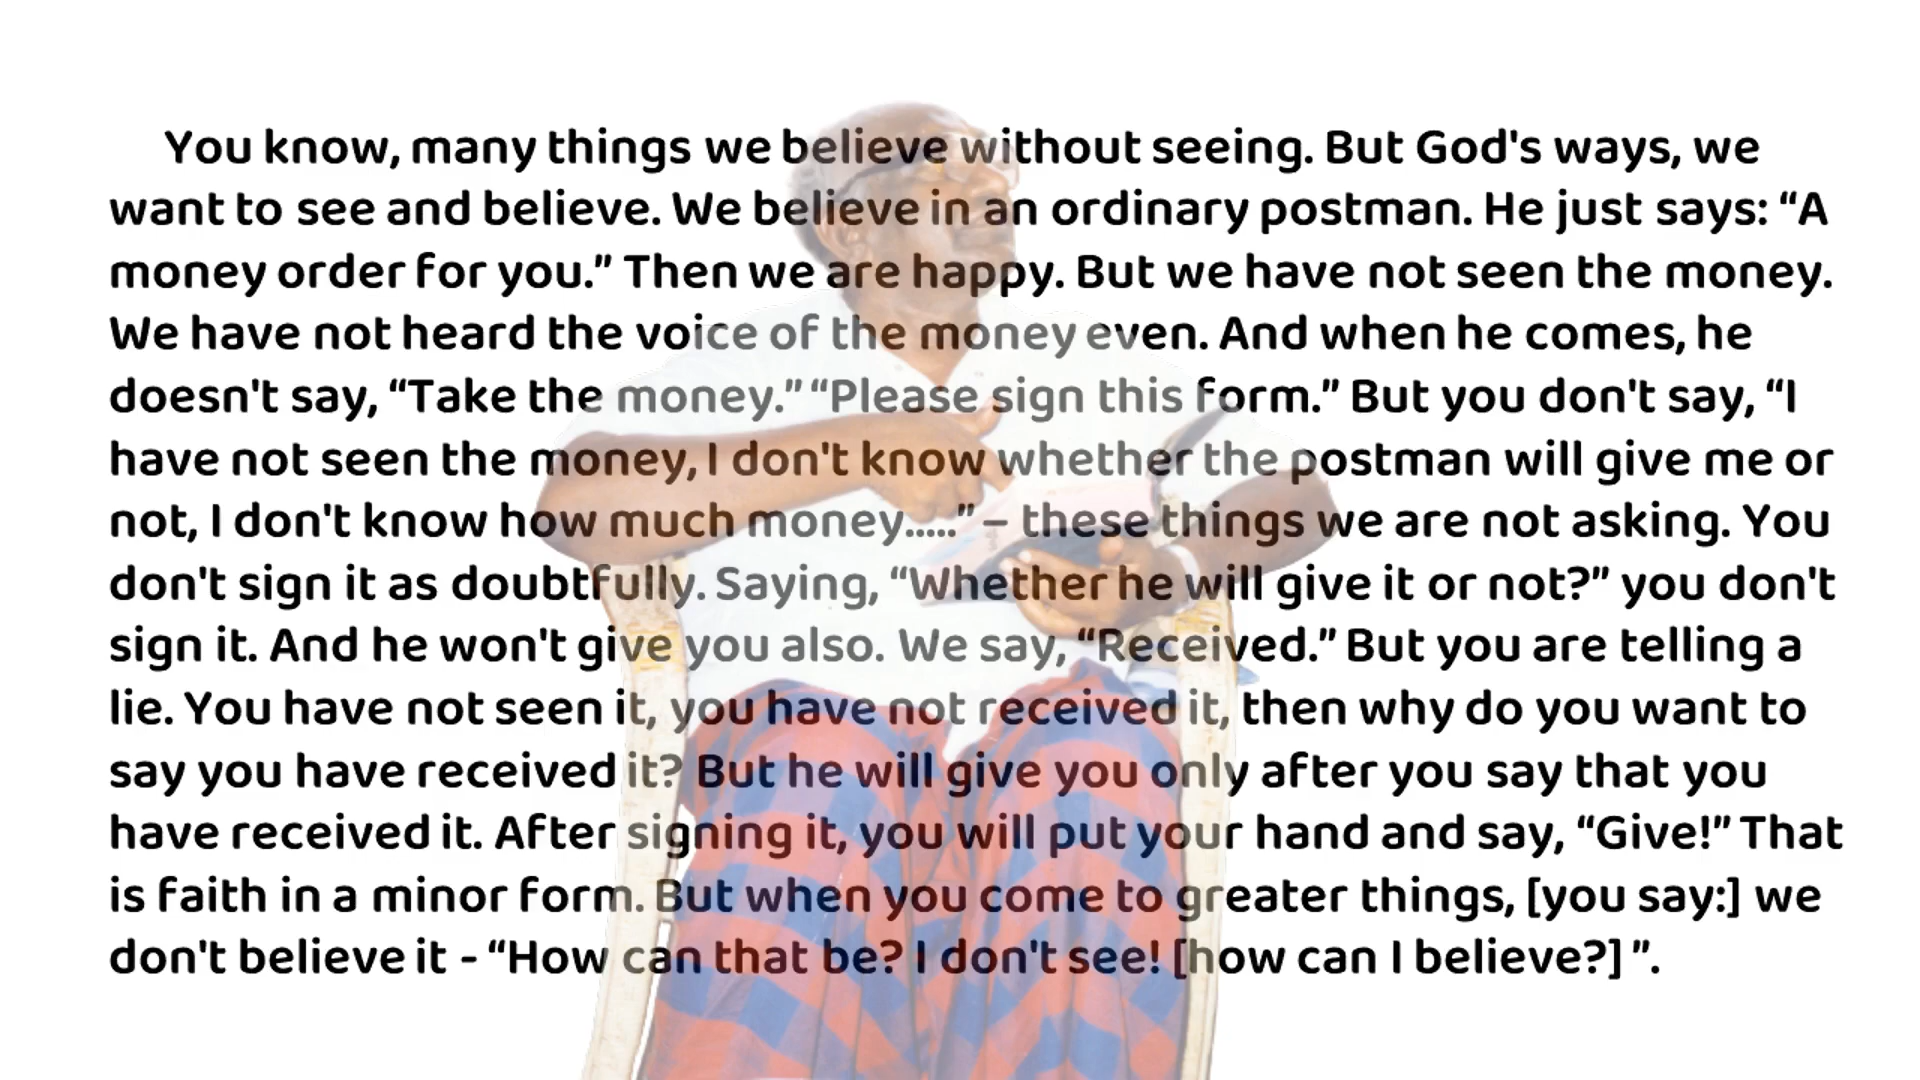 You know, many things we believe without seeing. But God's ways, we
want to see and believe. We believe in an ordinary postman. He just says: “A
money order for you.” Then we are happy. But we have not seen the money.
We have not heard the voice of the money even. And when he comes, he
doesn't say, “Take the money.” “Please sign this form.” But you don't say, “I
have not seen the money, I don't know whether the postman will give me or
not, I don't know how much money.....” – these things we are not asking. You
don't sign it as doubtfully. Saying, “Whether he will give it or not?” you don't
sign it. And he won't give you also. We say, “Received.” But you are telling a
lie. You have not seen it, you have not received it, then why do you want to
say you have received it? But he will give you only after you say that you
have received it. After signing it, you will put your hand and say, “Give!” That
is faith in a minor form. But when you come to greater things, [you say:] we
don't believe it - “How can that be? I don't see! [how can I believe?] ”.